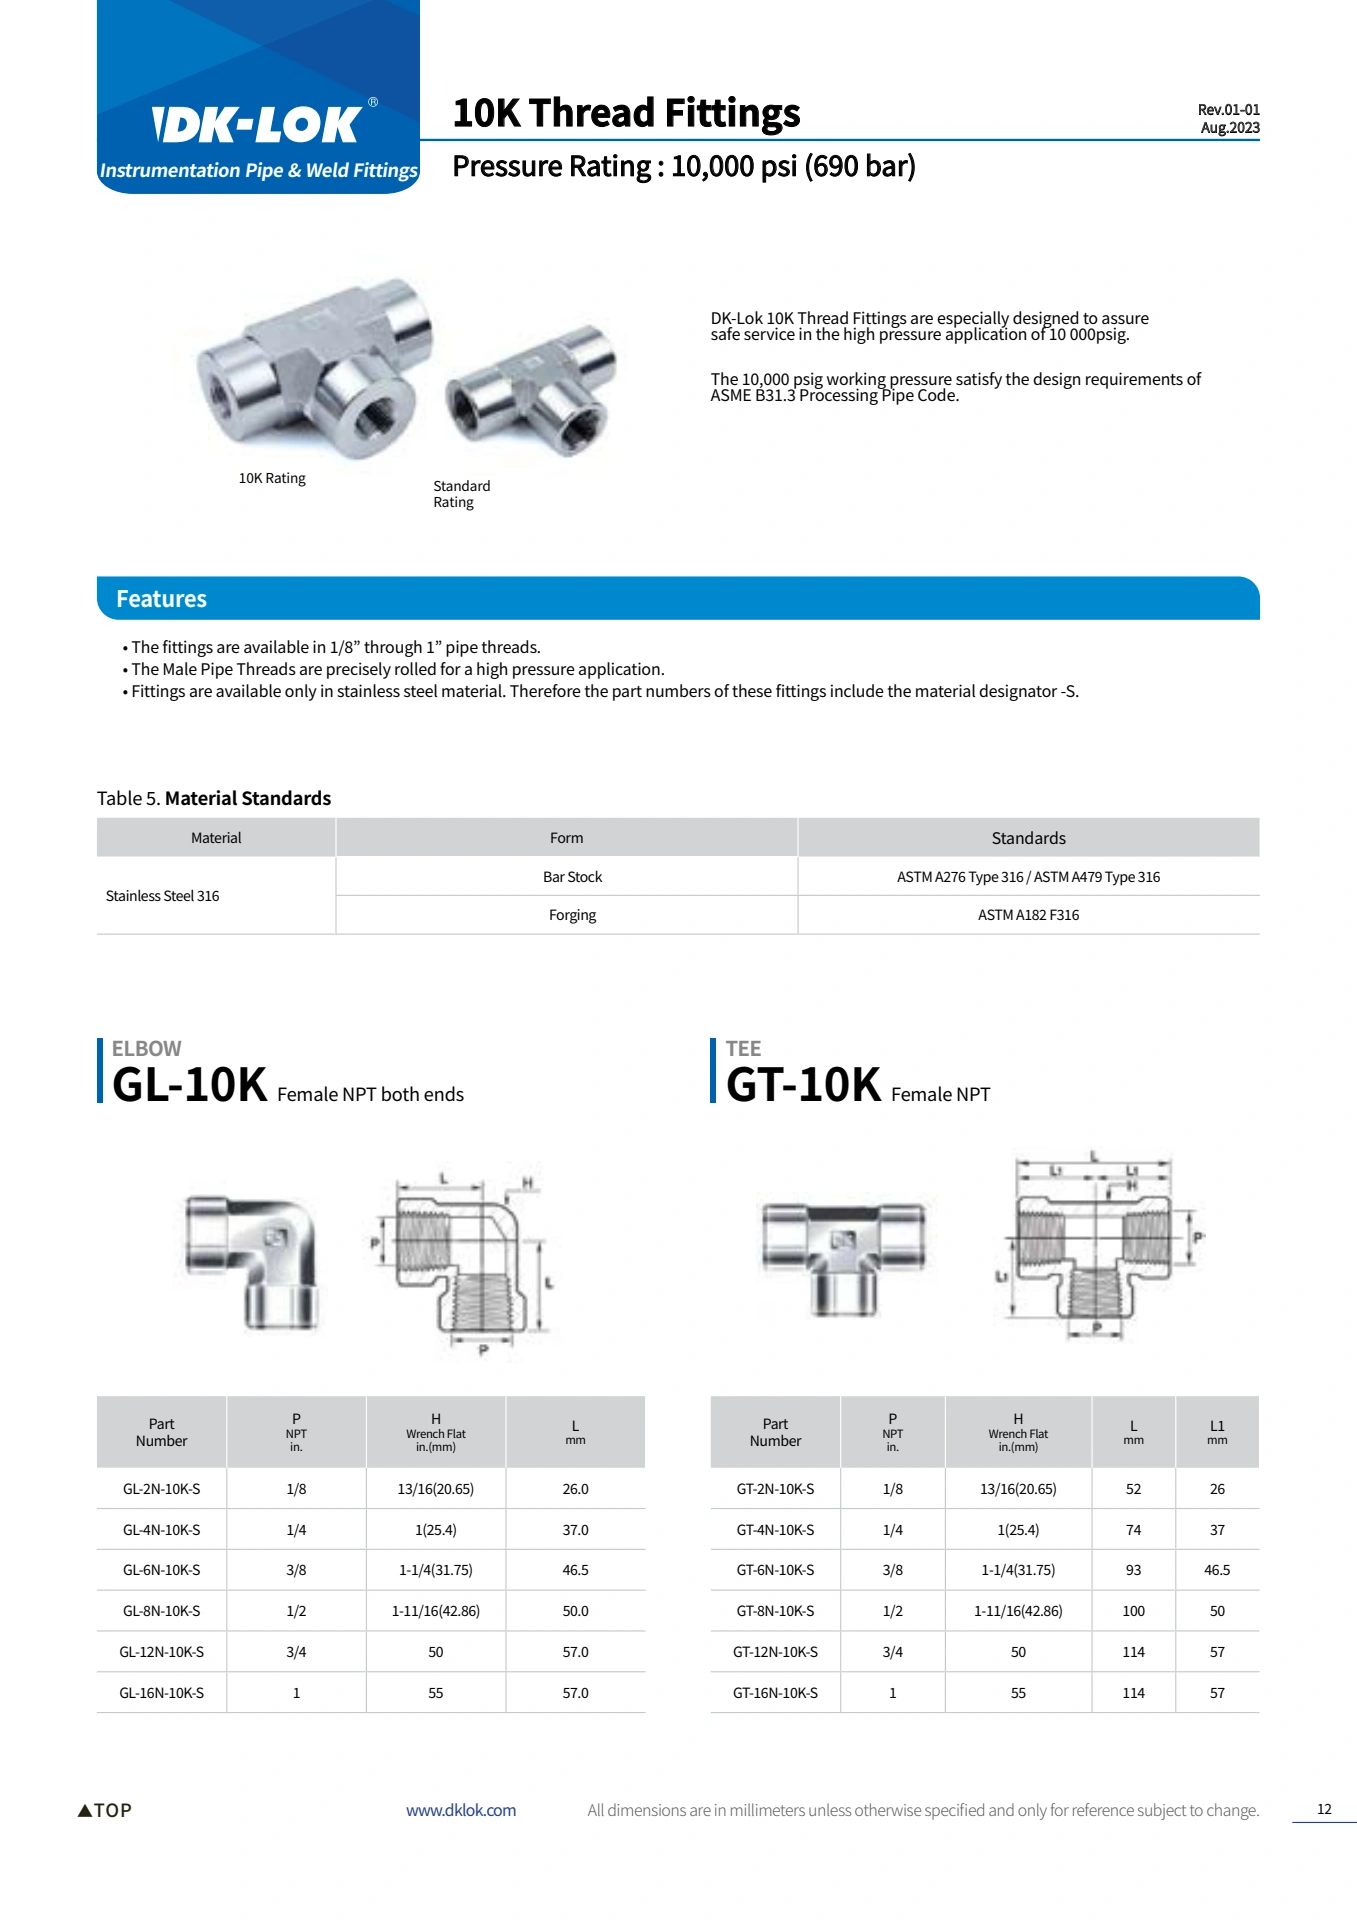 DK-LOK®
Instrumentation Pipe & Weld Fittings
10K Thread Fittings
Rev.01-01
Aug.2023
Pressure Rating : 10,000 psi (690 bar)
DK-Lok 10K Thread Fittings are especially designed to assure
safe service in the high pressure application of 10 000psig.
The 10,000 psig working pressure satisfy the design requirements of
ASME B31.3 Processing Pipe Code.
10K Rating
Standard
Rating
Features
• The fittings are available in 1/8” through 1” pipe threads.
• The Male Pipe Threads are precisely rolled for a high pressure application.
• Fittings are available only in stainless steel material. Therefore the part numbers of these fittings include the material designator -S.
Table 5. Material Standards
Material Form Standards
Stainless Steel 316 Bar Stock ASTM A276 Type 316 / ASTM A479 Type 316
Forging ASTM A182 F316
ELBOW
GL-10K Female NPT both ends
L
H
P
L
P
Part Number P NPT in. H Wrench Flat in.(mm) L mm
GL-2N-10K-S 1/8 13/16(20.65) 26.0
GL-4N-10K-S 1/4 1(25.4) 37.0
GL-6N-10K-S 3/8 1-1/4(31.75) 46.5
GL-8N-10K-S 1/2 1-11/16(42.86) 50.0
GL-12N-10K-S 3/4 50 57.0
GL-16N-10K-S 1 55 57.0
TEE
GT-10K Female NPT
L
L1 L1
H
P
L1
P
Part Number P NPT in. H Wrench Flat in.(mm) L mm L1 mm
GT-2N-10K-S 1/8 13/16(20.65) 52 26
GT-4N-10K-S 1/4 1(25.4) 74 37
GT-6N-10K-S 3/8 1-1/4(31.75) 93 46.5
GT-8N-10K-S 1/2 1-11/16(42.86) 100 50
GT-12N-10K-S 3/4 50 114 57
GT-16N-10K-S 1 55 114 57
▲TOP
www.dklok.com
All dimensions are in millimeters unless otherwise specified and only for reference subject to change.
12